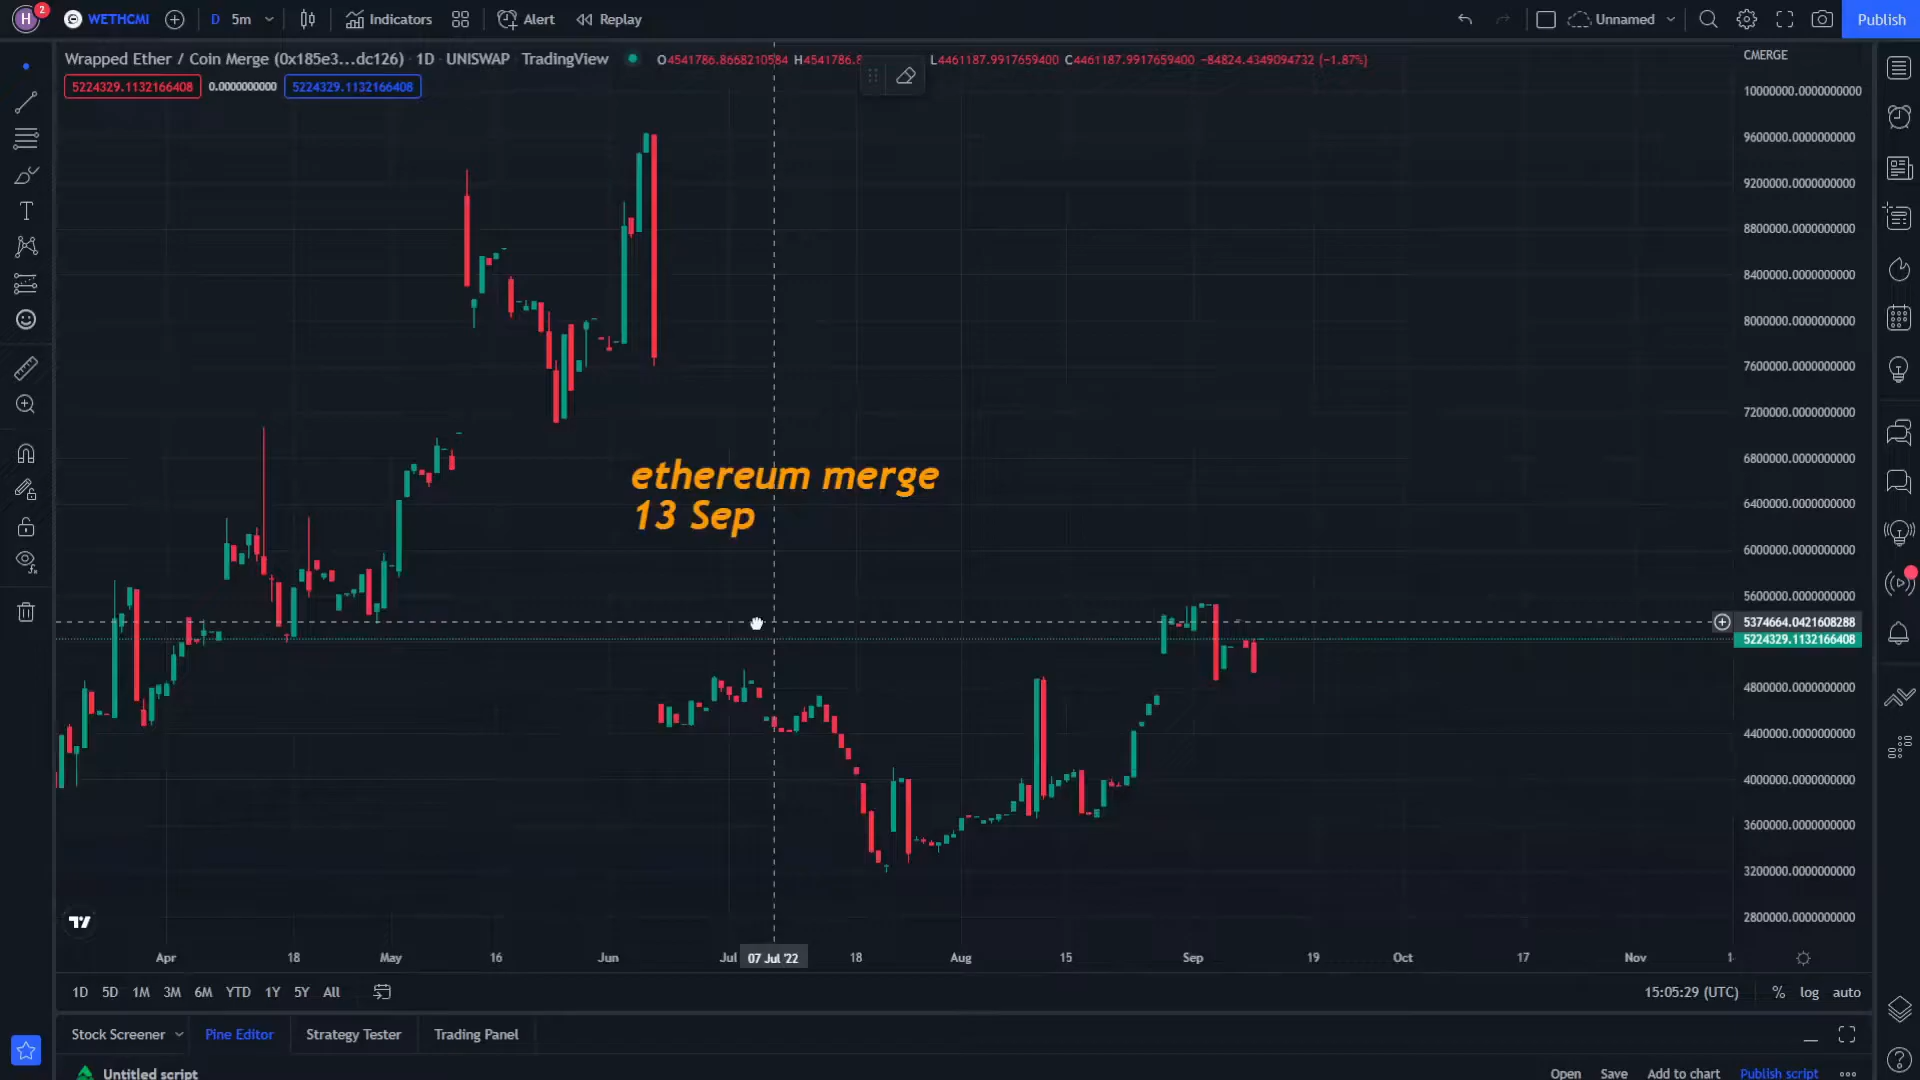 H 2 WETHCMI D 5m Indicators Alert Replay Unnamed Publish
Wrapped Ether / Coin Merge (0x185e3...dc126) · 1D · UNISWAP · TradingView O4541786.8668210584 H4541786.8 L4461187.9917659400 C4461187.9917659400 −84824.4349094732 (−1.87%) CMERGE
5224329.1132166408 0.0000000000 5224329.1132166408
10000000.0000000000
9600000.0000000000
9200000.0000000000
8800000.0000000000
8400000.0000000000
8000000.0000000000
7600000.0000000000
7200000.0000000000
6800000.0000000000
ethereum merge
13 Sep
6400000.0000000000
6000000.0000000000
5600000.0000000000
5374664.0421608288
5224329.1132166408
4800000.0000000000
4400000.0000000000
4000000.0000000000
3600000.0000000000
3200000.0000000000
2800000.0000000000
Apr 18 May 16 Jun Jul 07 Jul '22 18 Aug 15 Sep 19 Oct 17 Nov
1D 5D 1M 3M 6M YTD 1Y 5Y All 15:05:29 (UTC) % log auto
Stock Screener Pine Editor Strategy Tester Trading Panel
Untitled script Open Save Add to chart Publish script